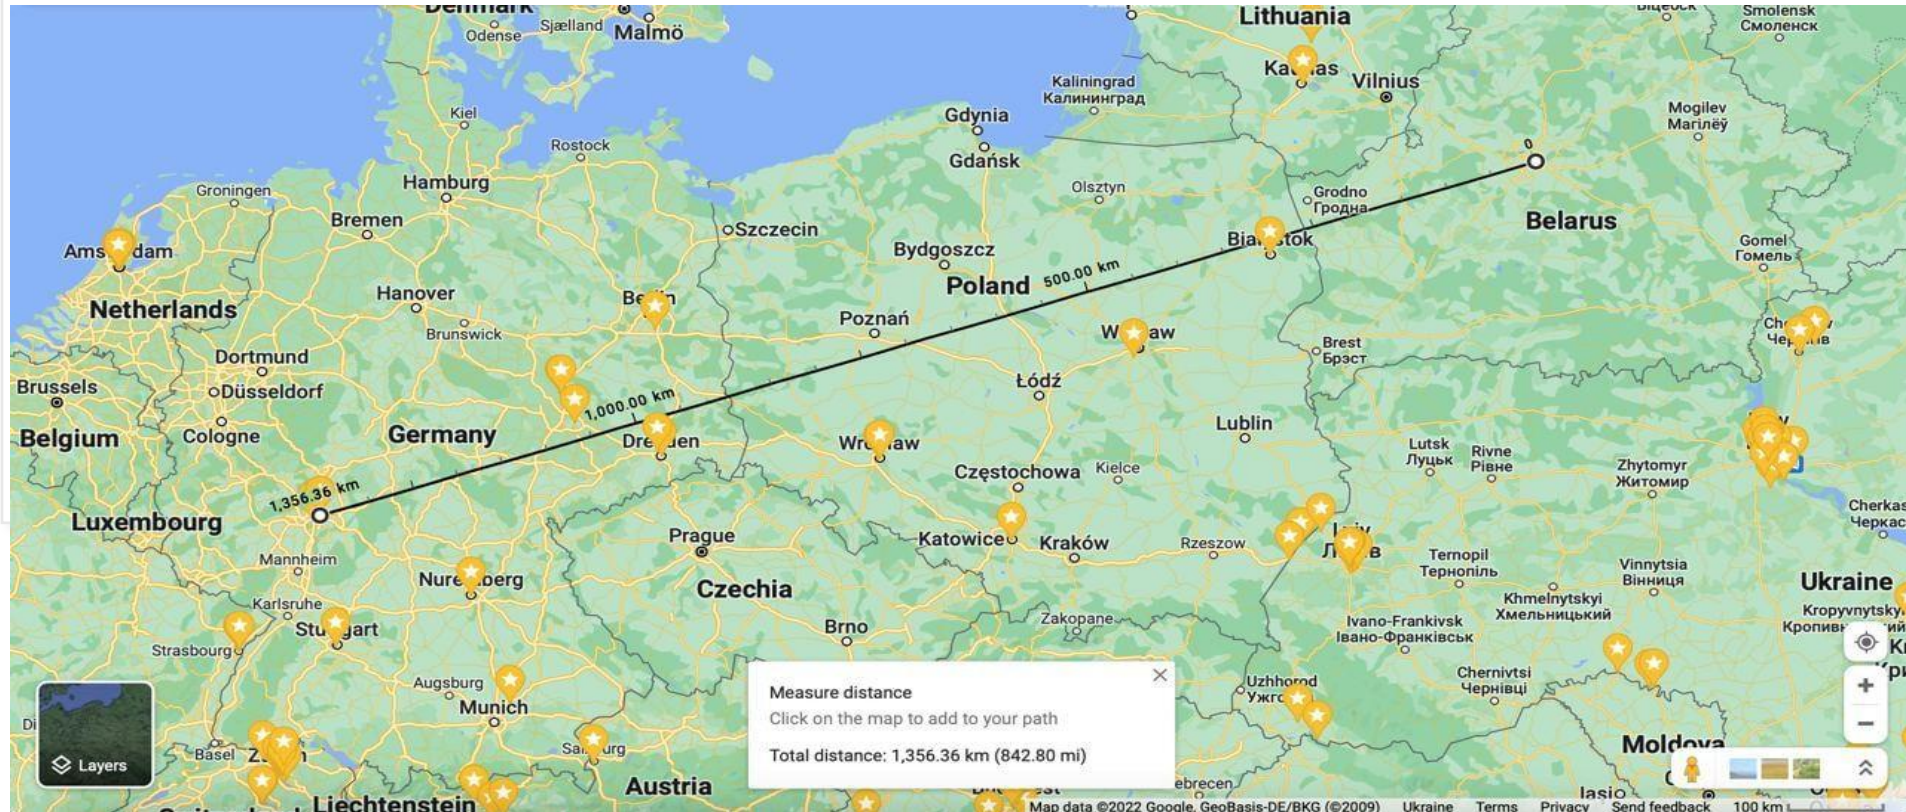 Denmark
Odense
Sjælland
Malmö
Lithuania
Smolensk
Смоленск
Kaliningrad
Калининград
Vilnius
Mogilev
Магілёў
Kiel
Gdynia
Rostock
Gdańsk
0
Groningen
Hamburg
Olsztyn
Grodno
Гродна
Bremen
Szczecin
Belarus
Bydgoszcz
Gomel
Гомель
500.00 km
Poland
Netherlands
Hanover
Poznań
Brunswick
Brest
Брэст
Dortmund
Brussels
Düsseldorf
Łódź
1,000.00 km
Belgium
Cologne
Germany
Lublin
Lutsk
Луцьк
Rivne
Рівне
Częstochowa
Kielce
Zhytomyr
Житомир
1,356.36 km
Luxembourg
Cherkas
Черкас
Prague
Katowice
Kraków
Rzeszow
Mannheim
Ternopil
Тернопіль
Vinnytsia
Вінниця
Ukraine
Czechia
Khmelnytskyi
Хмельницький
Karlsruhe
Kropyvnytsky
Zakopane
Ivano-Frankivsk
Івано-Франківськ
Brno
Strasbourg
Augsburg
Chernivtsi
Чернівці
Uzhhorod
Munich
Measure distance
Click on the map to add to your path
Total distance: 1,356.36 km (842.80 mi)
Basel
Layers
Moldova
Austria
Liechtenstein
Iasio
Map data ©2022 Google, GeoBasis-DE/BKG (©2009) Ukraine Terms Privacy Send feedback 100 km